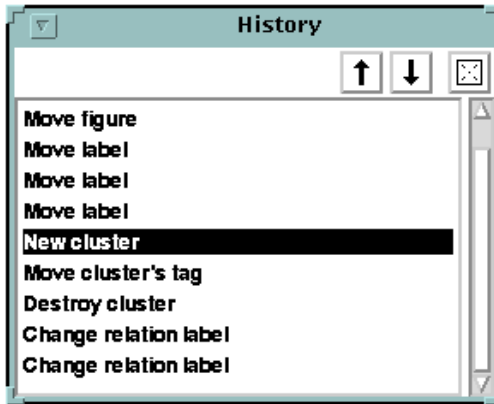 History
Move figure
Move label
Move label
Move label
New cluster
Move cluster's tag
Destroy cluster
Change relation label
Change relation label